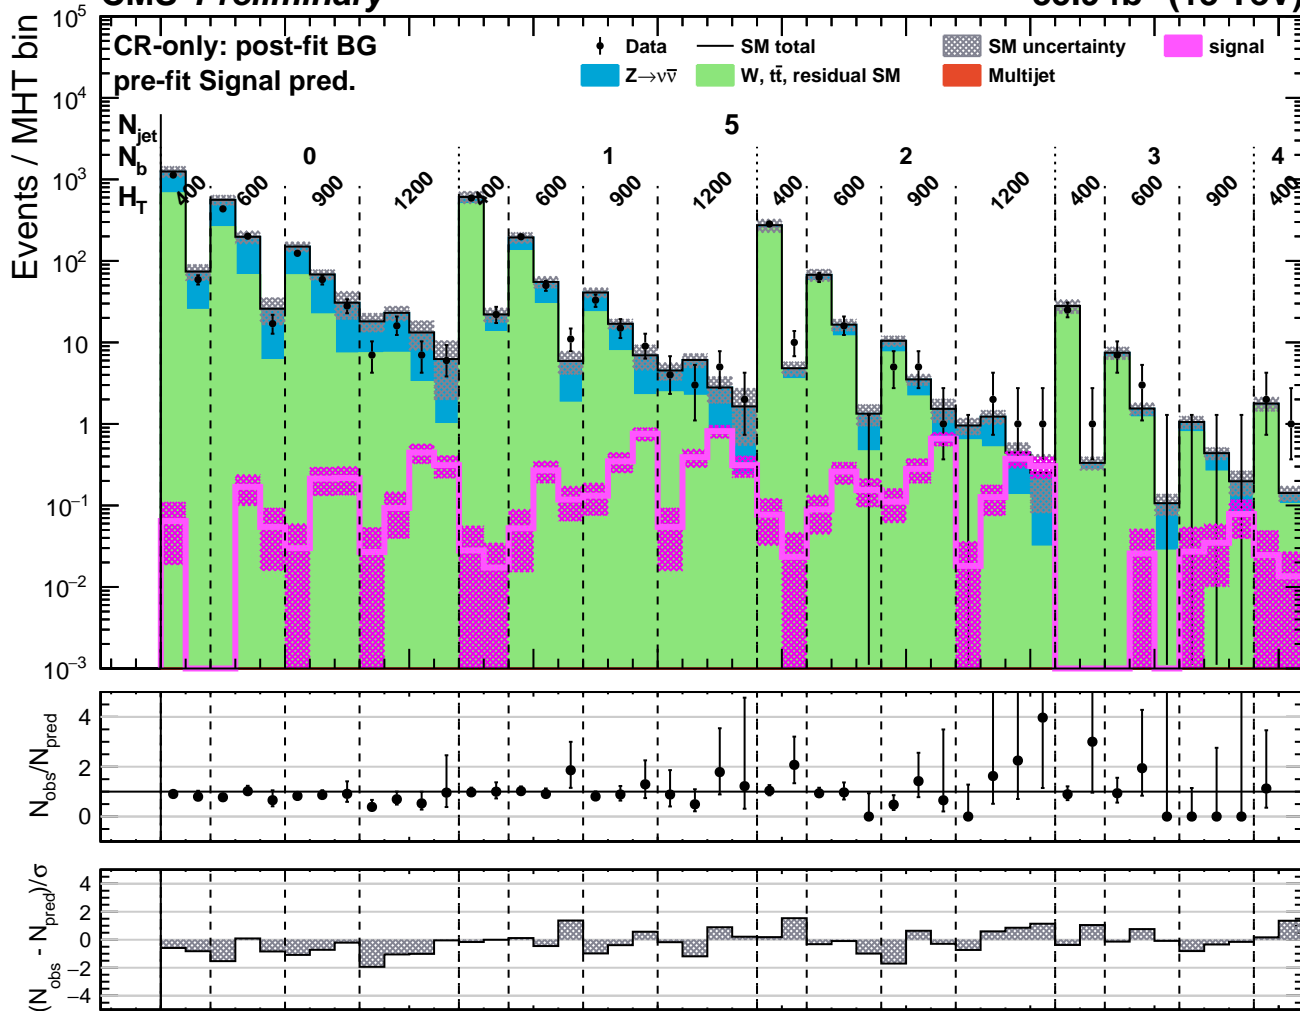 CMS Preliminary
Events / MHT bin
10^5
10^4
10^3
10^2
10
1
10^−1
10^−2
10^−3
CR-only: post-fit BG
pre-fit Signal pred.
Data
SM total
SM uncertainty
signal
Z→νν̄
W, tt̄, residual SM
Multijet
N_jet 5
N_b 0 1 2 3 4
H_T 400 600 900 1200 400 600 900 1200 400 600 900 1200 400 600 900 400
N_obs/N_pred
4
2
0
(N_obs - N_pred)/σ
4
2
0
−2
−4